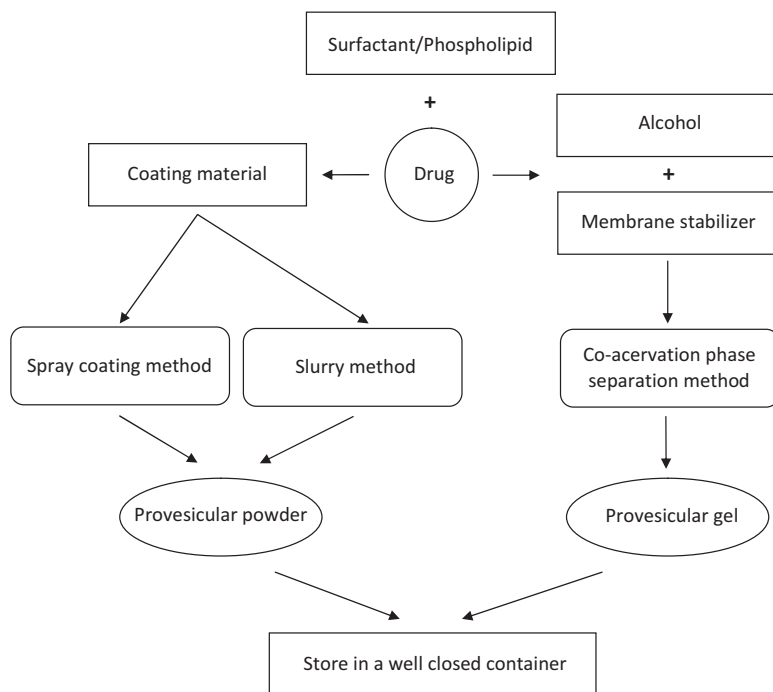 Surfactant/Phospholipid
+
Alcohol
Coating material
Drug
+
Membrane stabilizer
Spray coating method
Slurry method
Co-acervation phase
separation method
Provesicular powder
Provesicular gel
Store in a well closed container